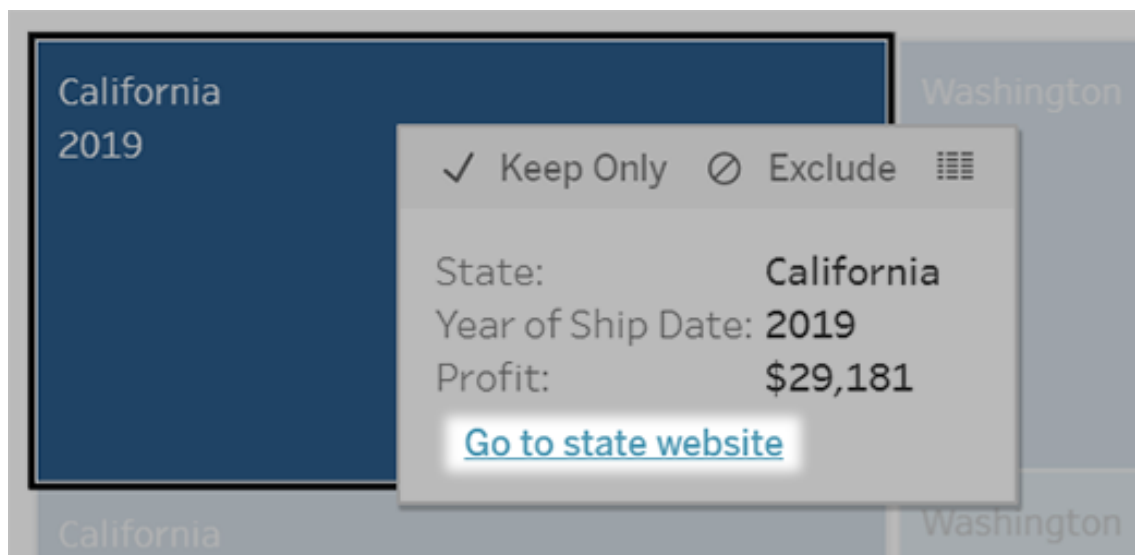 California
2019
Washington
Keep Only Exclude
State: California
Year of Ship Date: 2019
Profit: $29,181
Go to state website
California
Washington